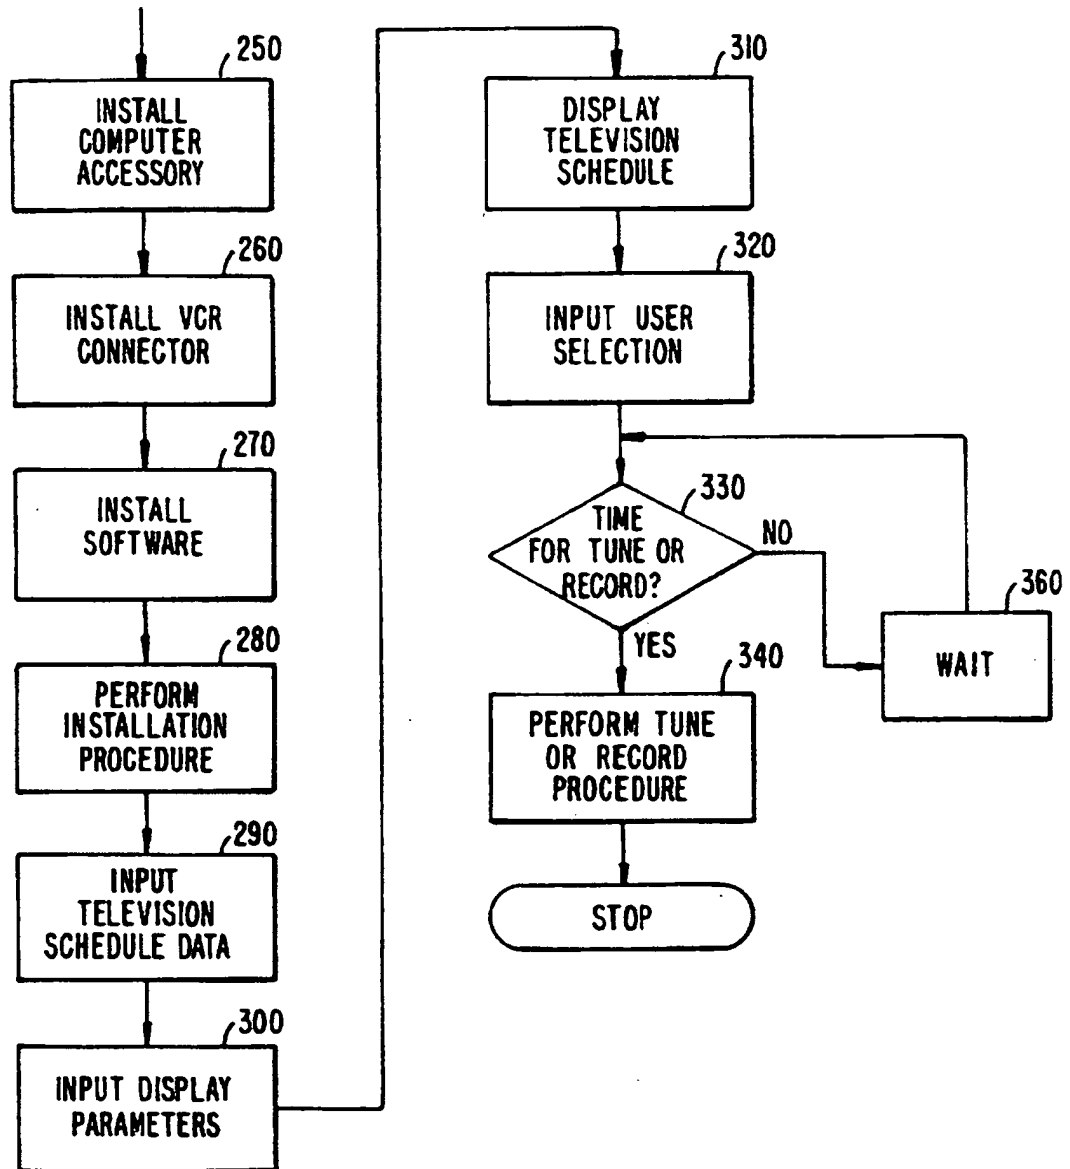 250
INSTALL
COMPUTER
ACCESSORY
260
INSTALL VCR
CONNECTOR
270
INSTALL
SOFTWARE
280
PERFORM
INSTALLATION
PROCEDURE
290
INPUT
TELEVISION
SCHEDULE DATA
300
INPUT DISPLAY
PARAMETERS
310
DISPLAY
TELEVISION
SCHEDULE
320
INPUT USER
SELECTION
330
TIME
FOR TUNE OR
RECORD?
NO
YES
360
WAIT
340
PERFORM TUNE
OR RECORD
PROCEDURE
STOP